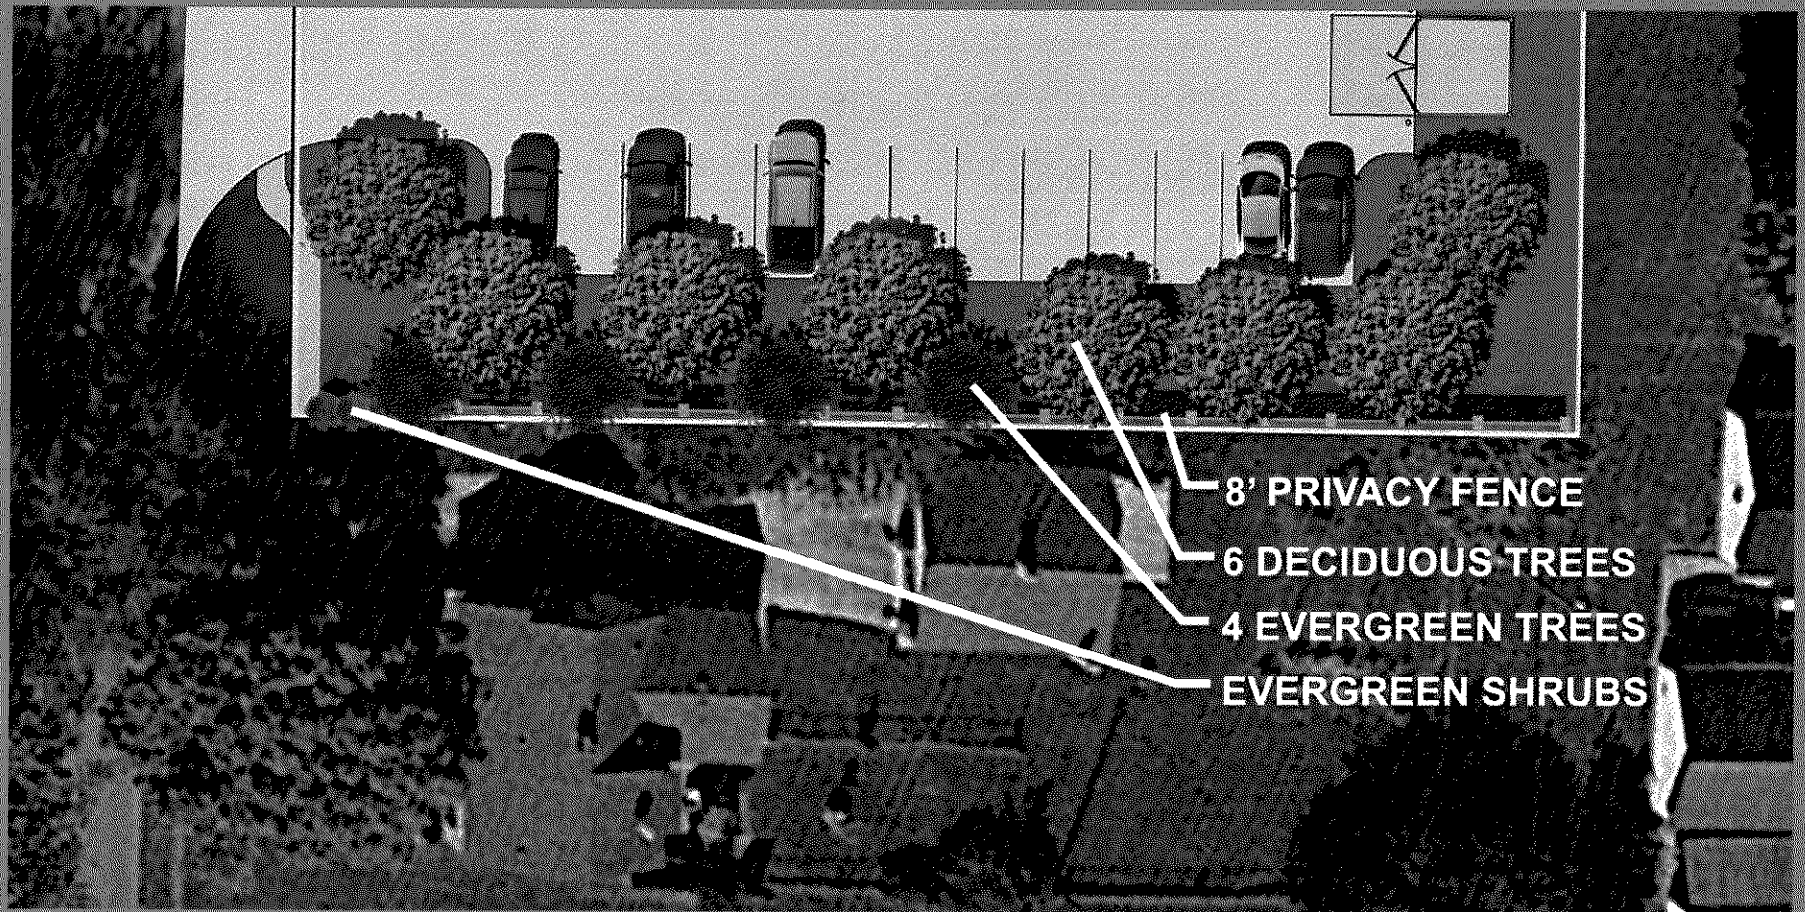 8’ PRIVACY FENCE
6 DECIDUOUS TREES
4 EVERGREEN TREES
EVERGREEN SHRUBS